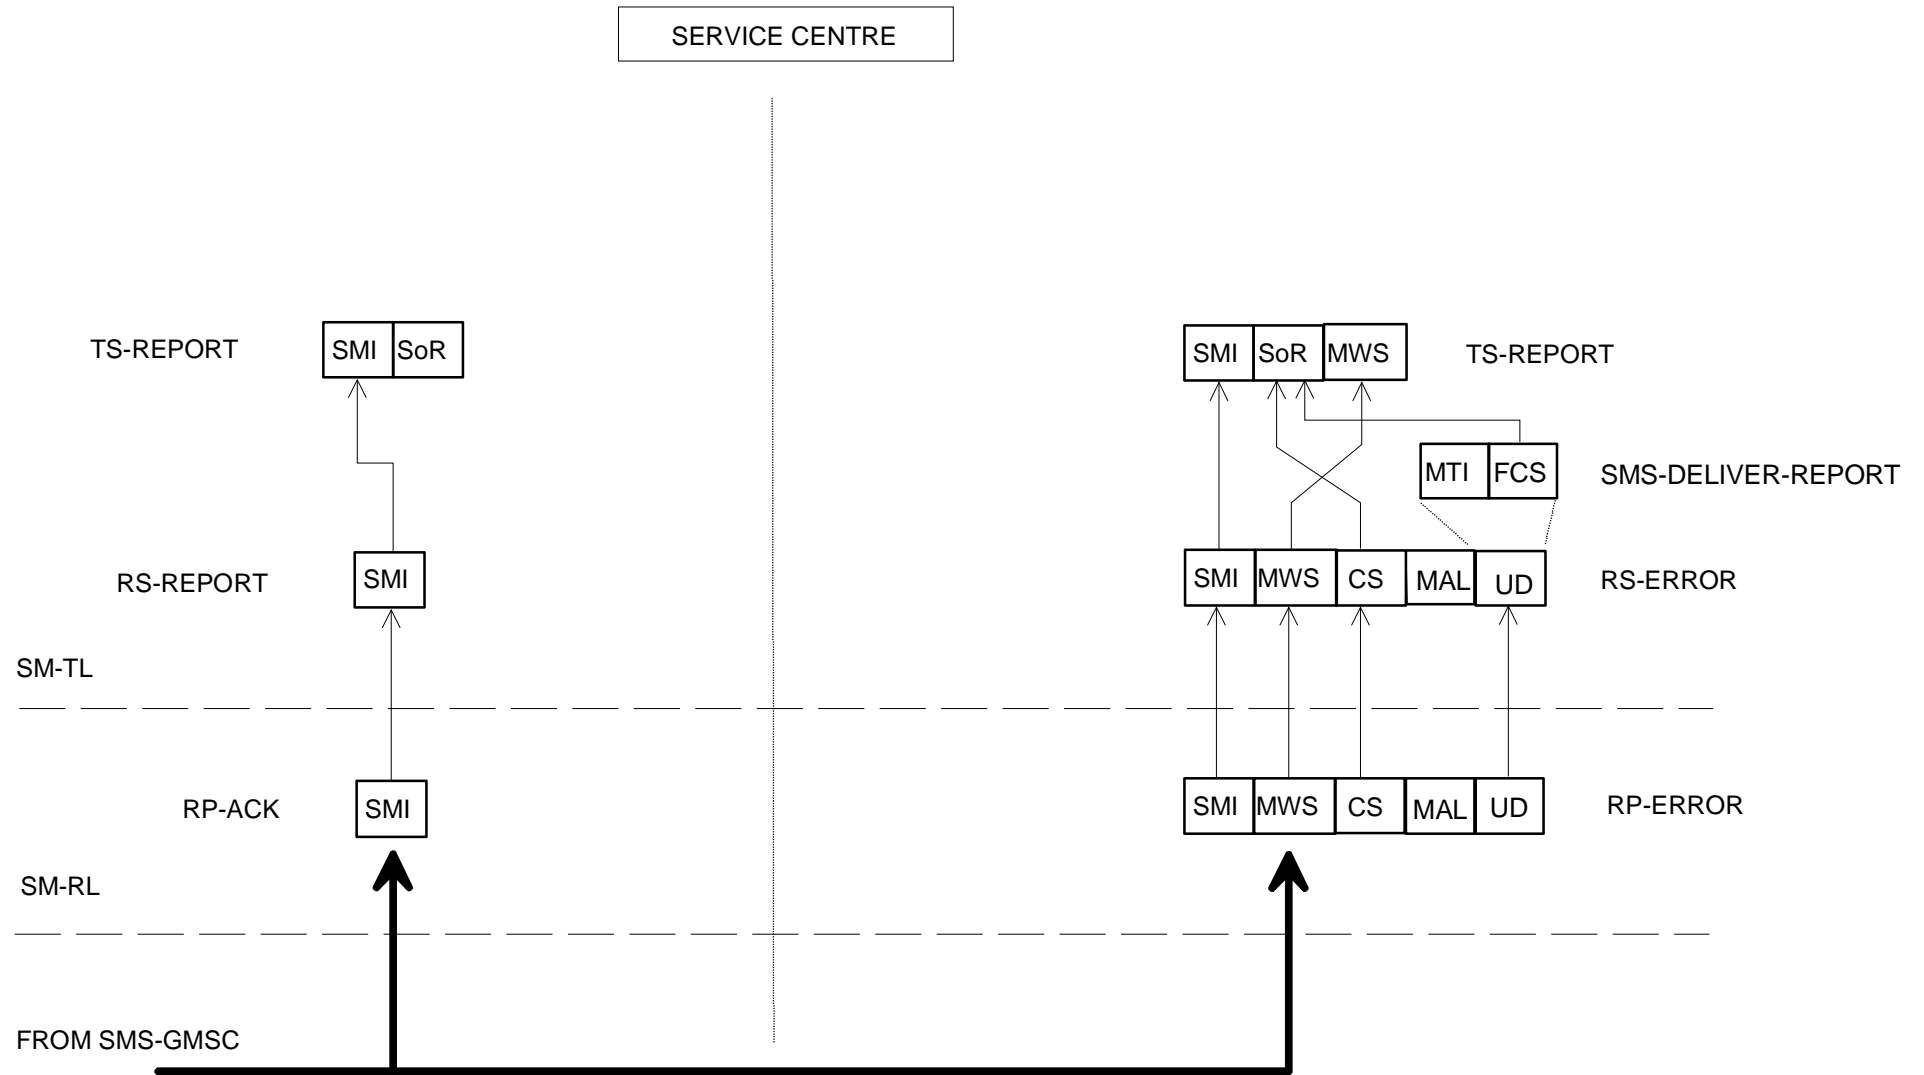 SERVICE CENTRE
TS-REPORT SMI SoR SMI SoR MWS TS-REPORT
MTI FCS SMS-DELIVER-REPORT
RS-REPORT SMI SMI MWS CS MAL UD RS-ERROR
SM-TL
RP-ACK SMI SMI MWS CS MAL UD RP-ERROR
SM-RL
FROM SMS-GMSC